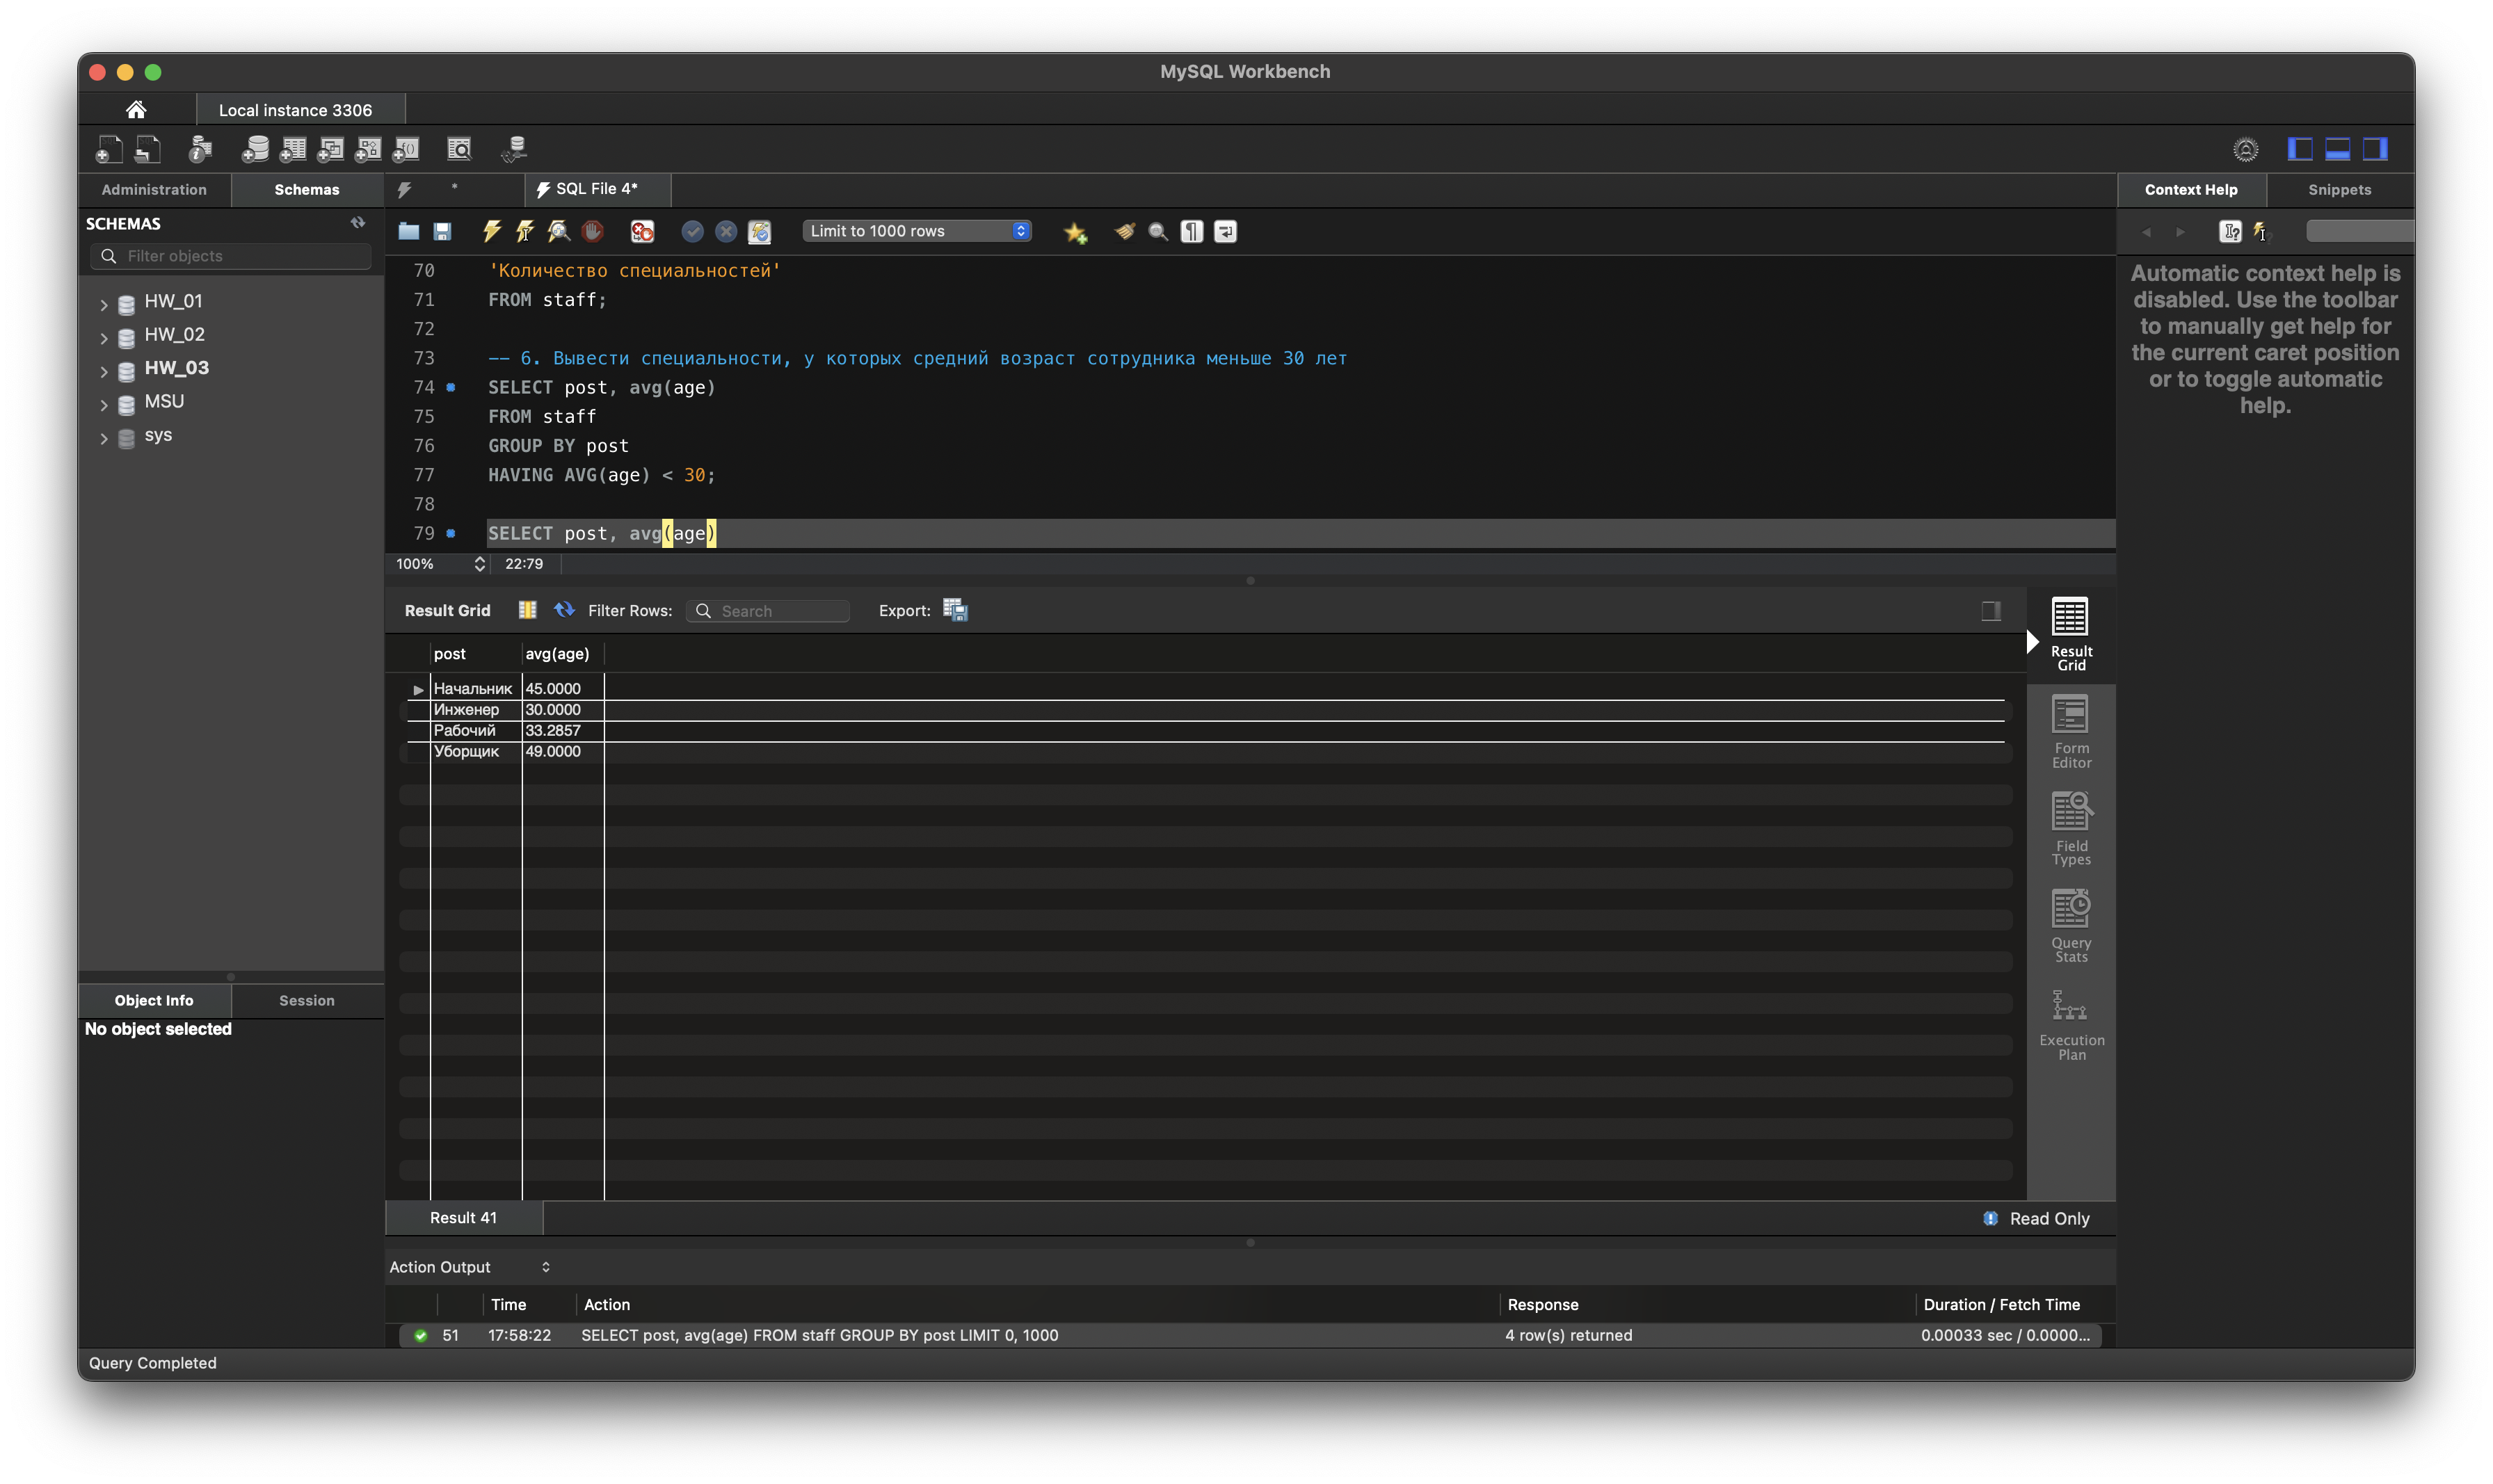 MySQL Workbench
Local instance 3306
Administration
Schemas
*
SQL File 4*
Context Help
Snippets
SCHEMAS
Filter objects
Limit to 1000 rows
HW_01
HW_02
HW_03
MSU
sys
70 'Количество специальностей'
71 FROM staff;
72
73 -- 6. Вывести специальности, у которых средний возраст сотрудника меньше 30 лет
74 SELECT post, avg(age)
75 FROM staff
76 GROUP BY post
77 HAVING AVG(age) < 30;
78
79 SELECT post, avg(age)
Automatic context help is
disabled. Use the toolbar
to manually get help for
the current caret position
or to toggle automatic
help.
100% 22:79
Result Grid Filter Rows: Search Export:
post avg(age)
Начальник 45.0000
Инженер 30.0000
Рабочий 33.2857
Уборщик 49.0000
Result
Grid
Form
Editor
Field
Types
Query
Stats
Execution
Plan
Object Info
Session
No object selected
Result 41
Read Only
Action Output
Time Action Response Duration / Fetch Time
51 17:58:22 SELECT post, avg(age) FROM staff GROUP BY post LIMIT 0, 1000 4 row(s) returned 0.00033 sec / 0.0000...
Query Completed